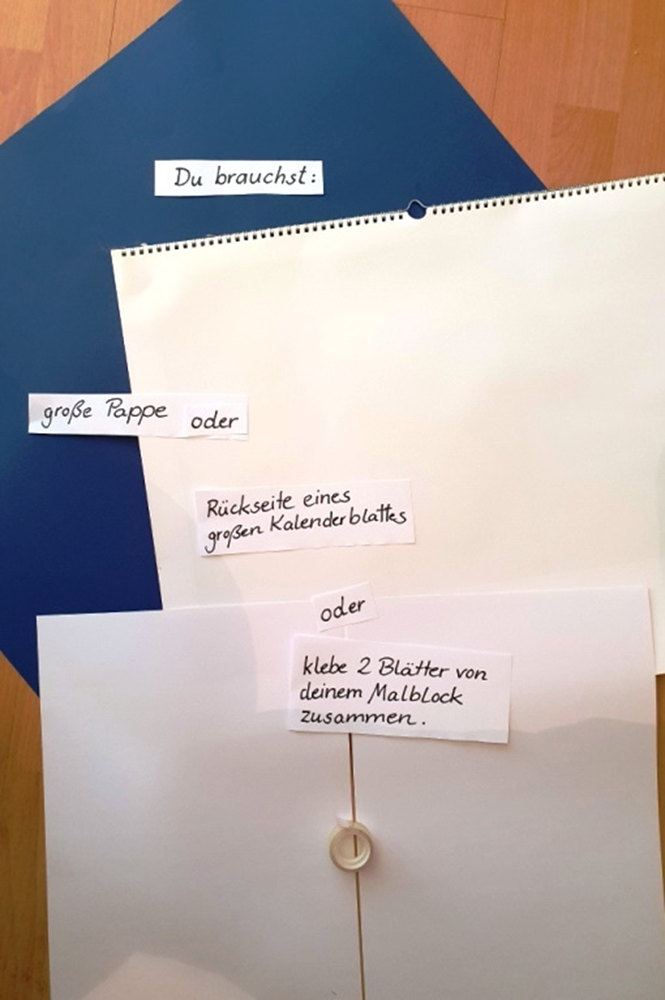 Du brauchst:
große Pappe oder
Rückseite eines
großen Kalenderblattes
oder
klebe 2 Blätter von
deinem Malblock
zusammen.